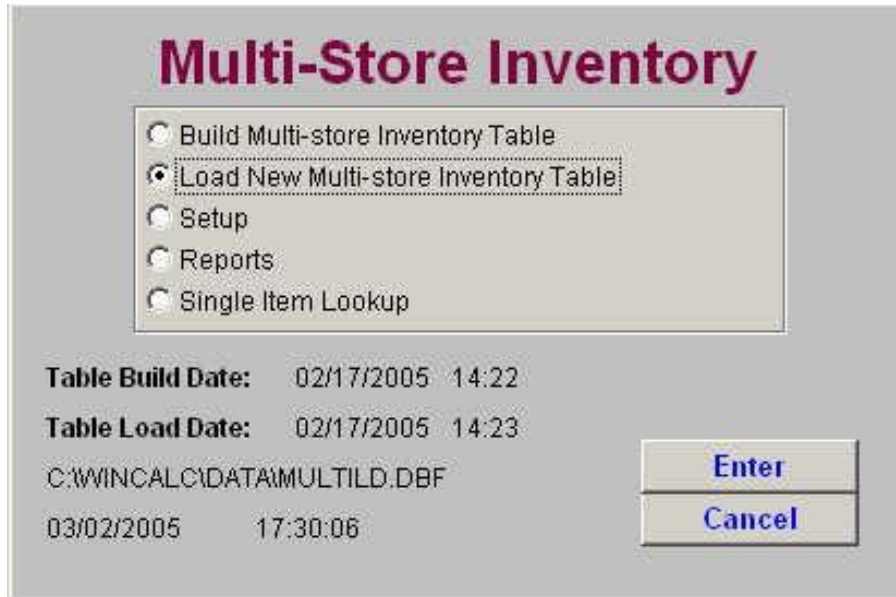 Multi-Store Inventory
Build Multi-store Inventory Table
Load New Multi-store Inventory Table
Setup
Reports
Single Item Lookup
Table Build Date: 02/17/2005 14:22
Table Load Date: 02/17/2005 14:23
C:\WINCALC\DATA\MULTILD.DBF
03/02/2005 17:30:06
Enter
Cancel